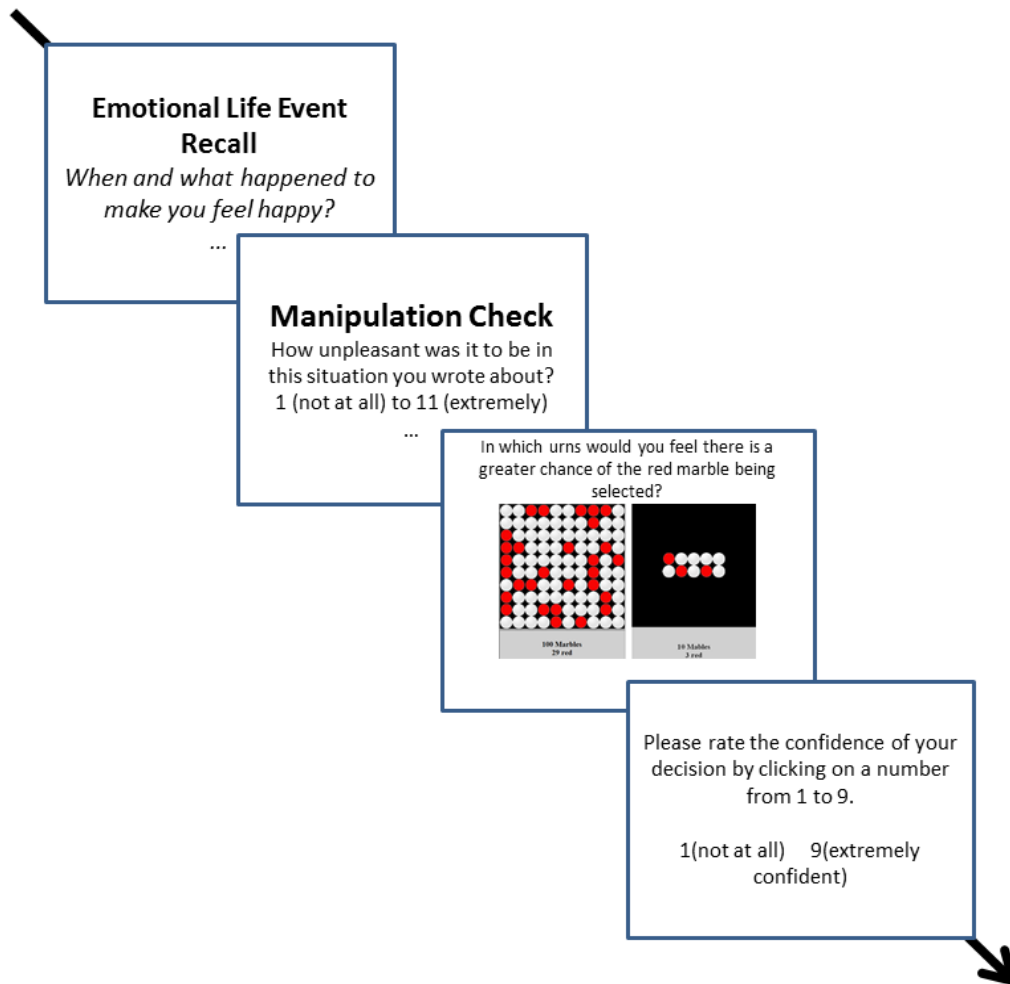 Emotional Life Event
Recall
When and what happened to
make you feel happy?
...
Manipulation Check
How unpleasant was it to be in
this situation you wrote about?
1 (not at all) to 11 (extremely)
...
In which urns would you feel there is a
greater chance of the red marble being
selected?
100 Marbles
29 red
10 Mables
3 red
Please rate the confidence of your
decision by clicking on a number
from 1 to 9.
1(not at all) 9(extremely
confident)